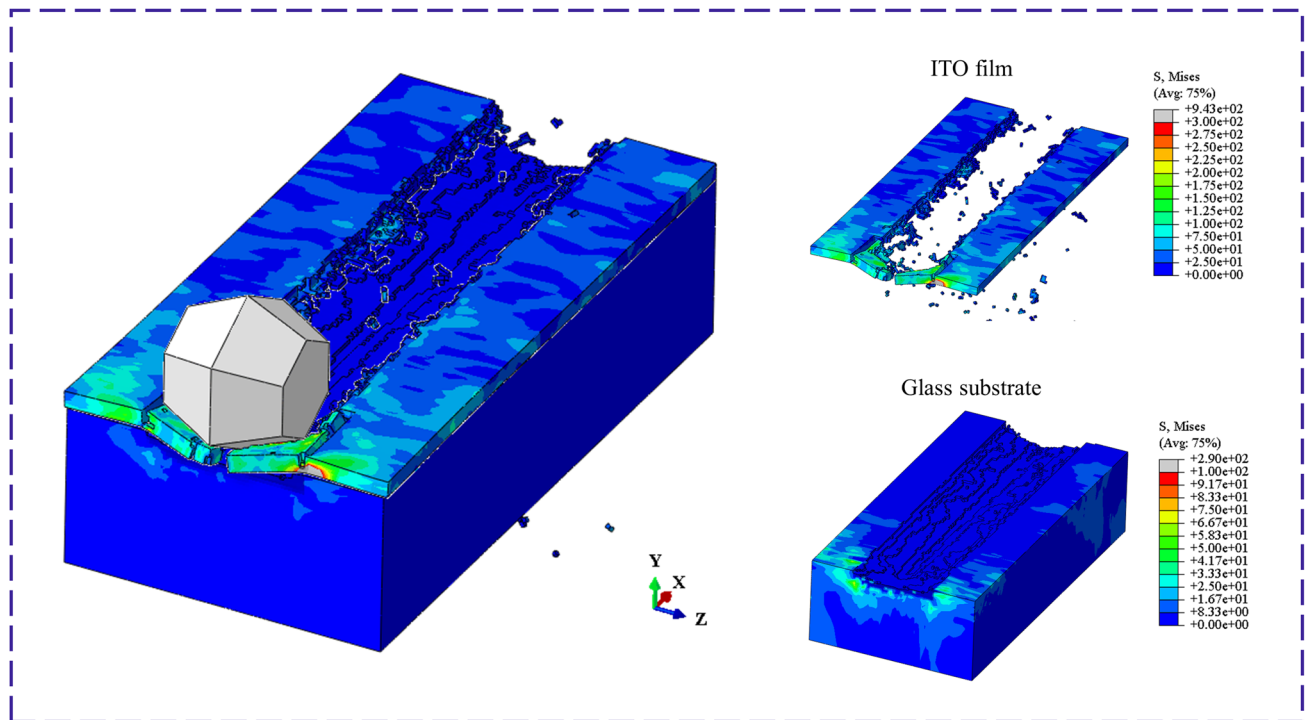 ITO film
S, Mises
(Avg: 75%)
+9.43e+02
+3.00e+02
+2.75e+02
+2.50e+02
+2.25e+02
+2.00e+02
+1.75e+02
+1.50e+02
+1.25e+02
+1.00e+02
+7.50e+01
+5.00e+01
+2.50e+01
+0.00e+00
Glass substrate
S, Mises
(Avg: 75%)
+2.90e+02
+1.00e+02
+9.17e+01
+8.33e+01
+7.50e+01
+6.67e+01
+5.83e+01
+5.00e+01
+4.17e+01
+3.33e+01
+2.50e+01
+1.67e+01
+8.33e+00
+0.00e+00
Y
X
Z